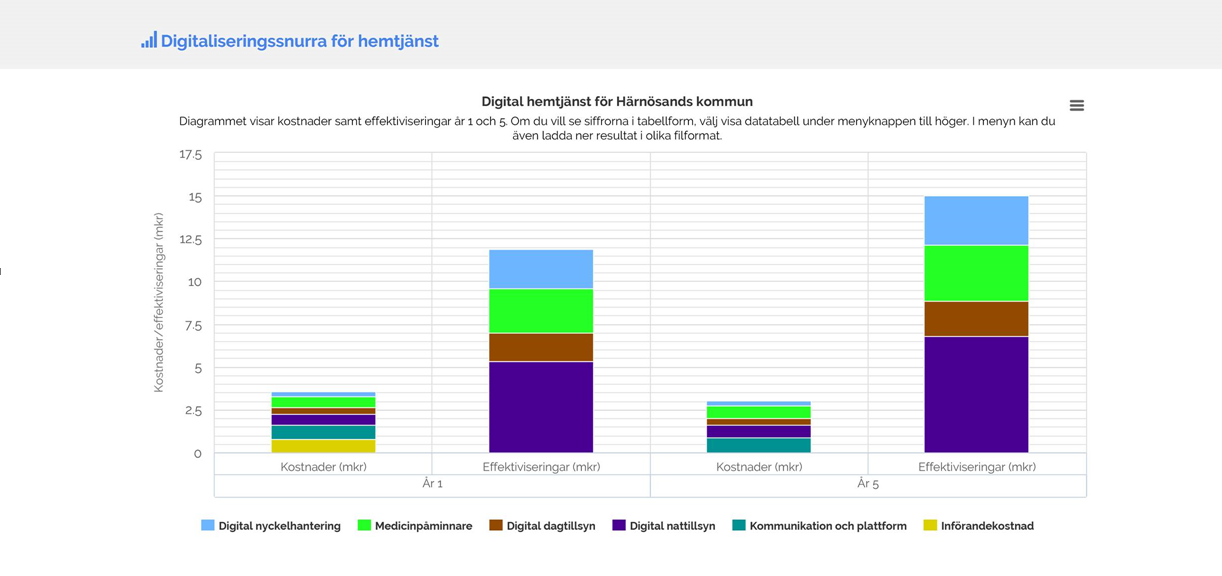 Digitaliseringssnurra för hemtjänst
Digital hemtjänst för Härnösands kommun
Diagrammet visar kostnader samt effektiviseringar år 1 och 5. Om du vill se siffrorna i tabellform, välj visa datatabell under menyknappen till höger. I menyn kan du
även ladda ner resultat i olika filformat.
Kostnader/effektiviseringar (mkr)
17.5
15
12.5
10
7.5
5
2.5
0
Kostnader (mkr) Effektiviseringar (mkr) Kostnader (mkr) Effektiviseringar (mkr)
År 1 År 5
Digital nyckelhantering Medicinpåminnare Digital dagtillsyn Digital nattillsyn Kommunikation och plattform Införandekostnad